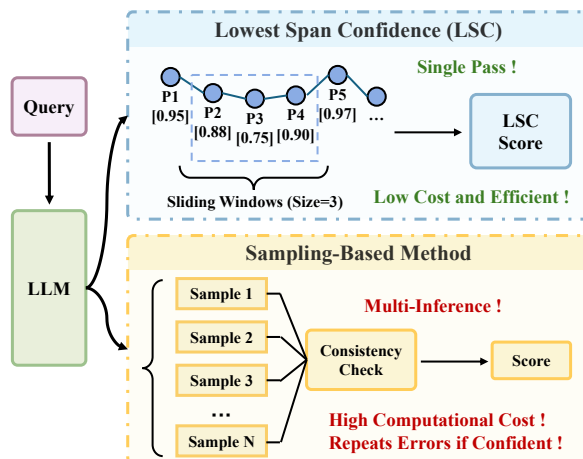 Lowest Span Confidence (LSC)
Query
LLM
Single Pass !
P1
[0.95]
P2
[0.88]
P3
[0.75]
P4
[0.90]
P5
[0.97]
...
LSC
Score
Sliding Windows (Size=3)
Low Cost and Efficient !
Sampling-Based Method
Sample 1
Sample 2
Sample 3
...
Sample N
Multi-Inference !
Consistency
Check
Score
High Computational Cost !
Repeats Errors if Confident !